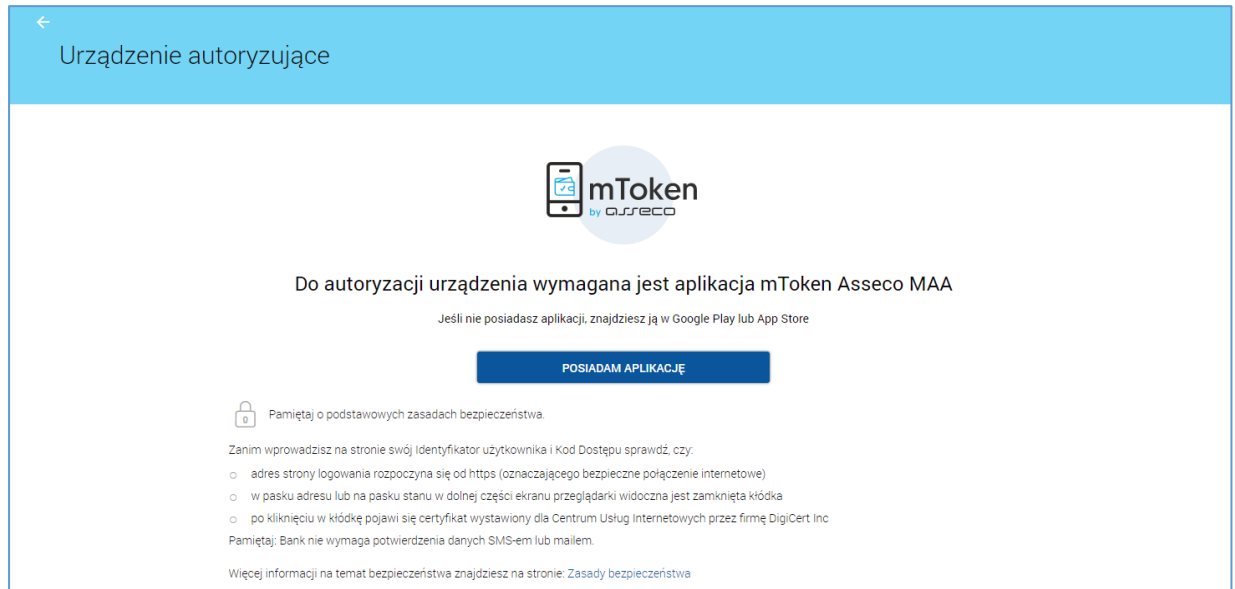 Urządzenie autoryzujące
mToken
by asseco
Do autoryzacji urządzenia wymagana jest aplikacja mToken Asseco MAA
Jeśli nie posiadasz aplikacji, znajdziesz ją w Google Play lub App Store
POSIADAM APLIKACJĘ
Pamiętaj o podstawowych zasadach bezpieczeństwa.
Zanim wprowadzisz na stronie swój Identyfikator użytkownika i Kod Dostępu sprawdź, czy:
adres strony logowania rozpoczyna się od https (oznaczającego bezpieczne połączenie internetowe)
w pasku adresu lub na pasku stanu w dolnej części ekranu przeglądarki widoczna jest zamknięta kłódka
po kliknięciu w kłódkę pojawi się certyfikat wystawiony dla Centrum Usług Internetowych przez firmę DigiCert Inc
Pamiętaj: Bank nie wymaga potwierdzenia danych SMS-em lub mailem.
Więcej informacji na temat bezpieczeństwa znajdziesz na stronie: Zasady bezpieczeństwa